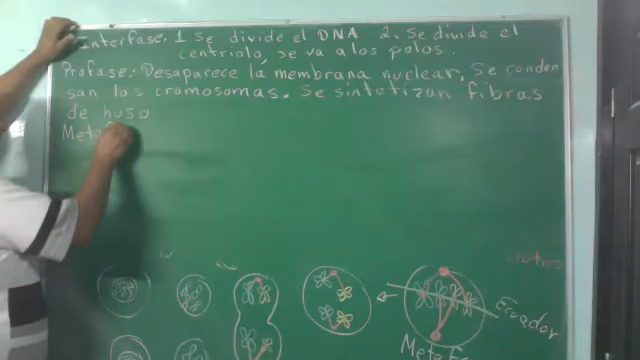 Interfase. 1 Se divide el DNA 2. Se divide el
centriolo, se va a los polos.
Profase: Desaparece la membrana nuclear, Se conden
san los cromosomas. Se sintetizan fibras
de huso.
Meta
Ecuador